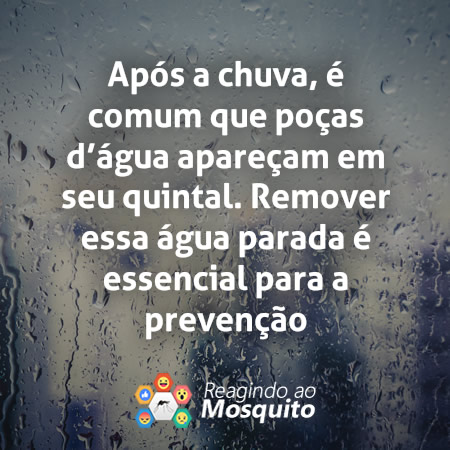 Após a chuva, é
comum que poças
d’água apareçam em
seu quintal. Remover
essa água parada é
essencial para a
prevenção
Reagindo ao
Mosquito